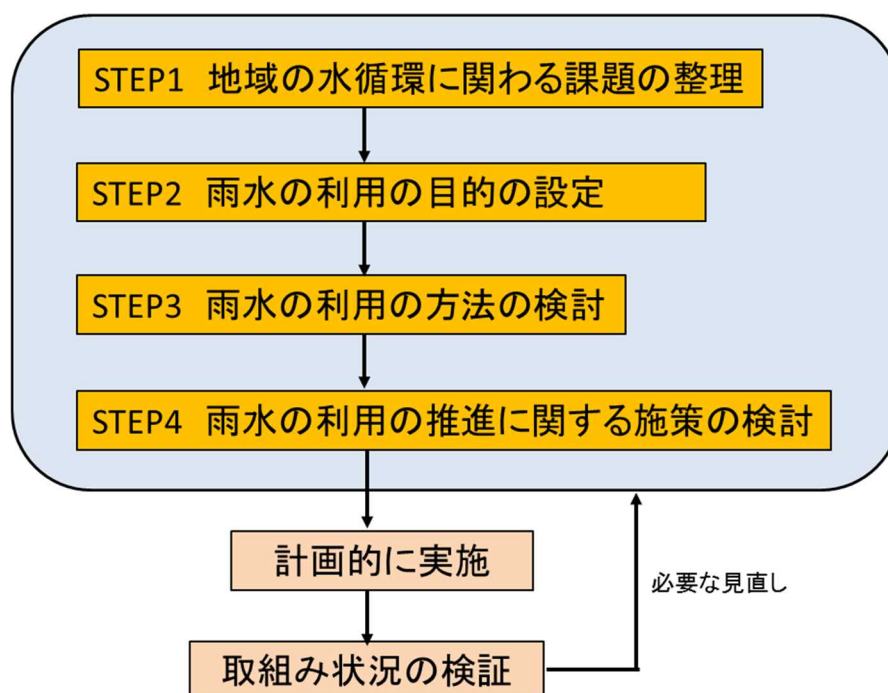 STEP1 地域の水循環に関わる課題の整理
STEP2 雨水の利用の目的の設定
STEP3 雨水の利用の方法の検討
STEP4 雨水の利用の推進に関する施策の検討
計画的に実施
必要な見直し
取組み状況の検証